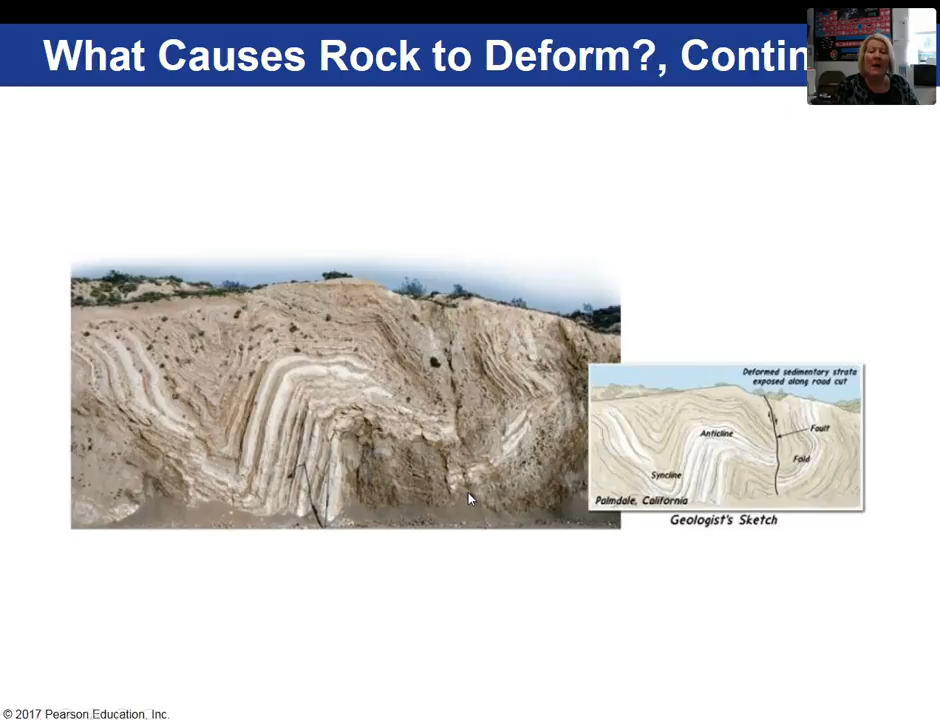 What Causes Rock to Deform?, Contin
Deformed sedimentary strata
exposed along road cut
Anticline
Fault
Fold
Syncline
Palmdale, California
Geologist's Sketch
© 2017 Pearson Education, Inc.